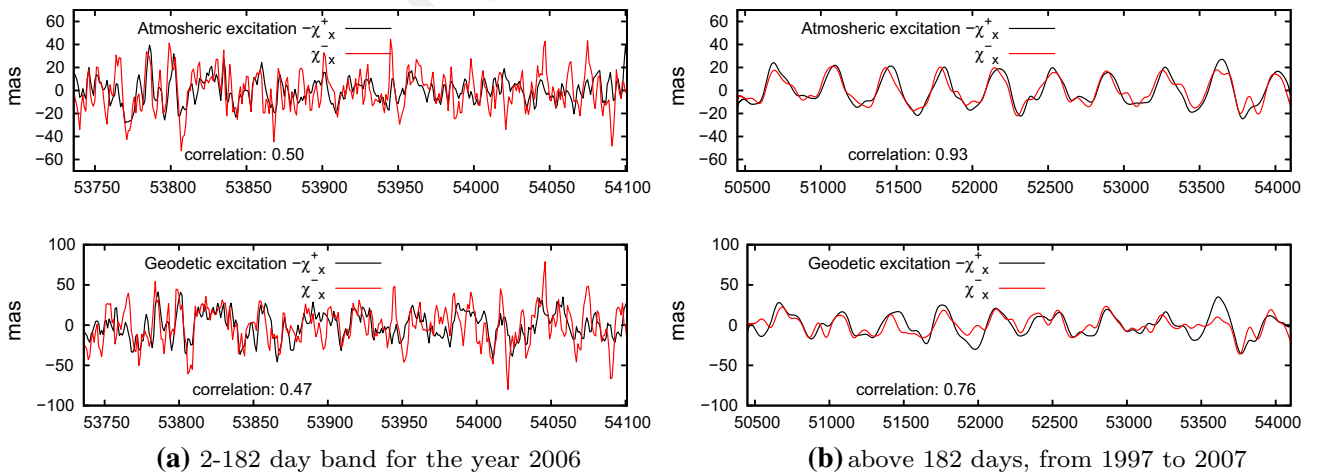 60
40
20
0
−20
−40
−60
mas
Atmosheric excitation −χ+x
χ−x
correlation: 0.50
53750 53800 53850 53900 53950 54000 54050 54100
60
40
20
0
−20
−40
−60
mas
Atmosheric excitation −χ+x
χ−x
correlation: 0.93
50500 51000 51500 52000 52500 53000 53500 54000
100
50
0
−50
−100
mas
Geodetic excitation −χ+x
χ−x
correlation: 0.47
53750 53800 53850 53900 53950 54000 54050 54100
100
50
0
−50
−100
mas
Geodetic excitation −χ+x
χ−x
correlation: 0.76
50500 51000 51500 52000 52500 53000 53500 54000
(a) 2-182 day band for the year 2006
(b) above 182 days, from 1997 to 2007